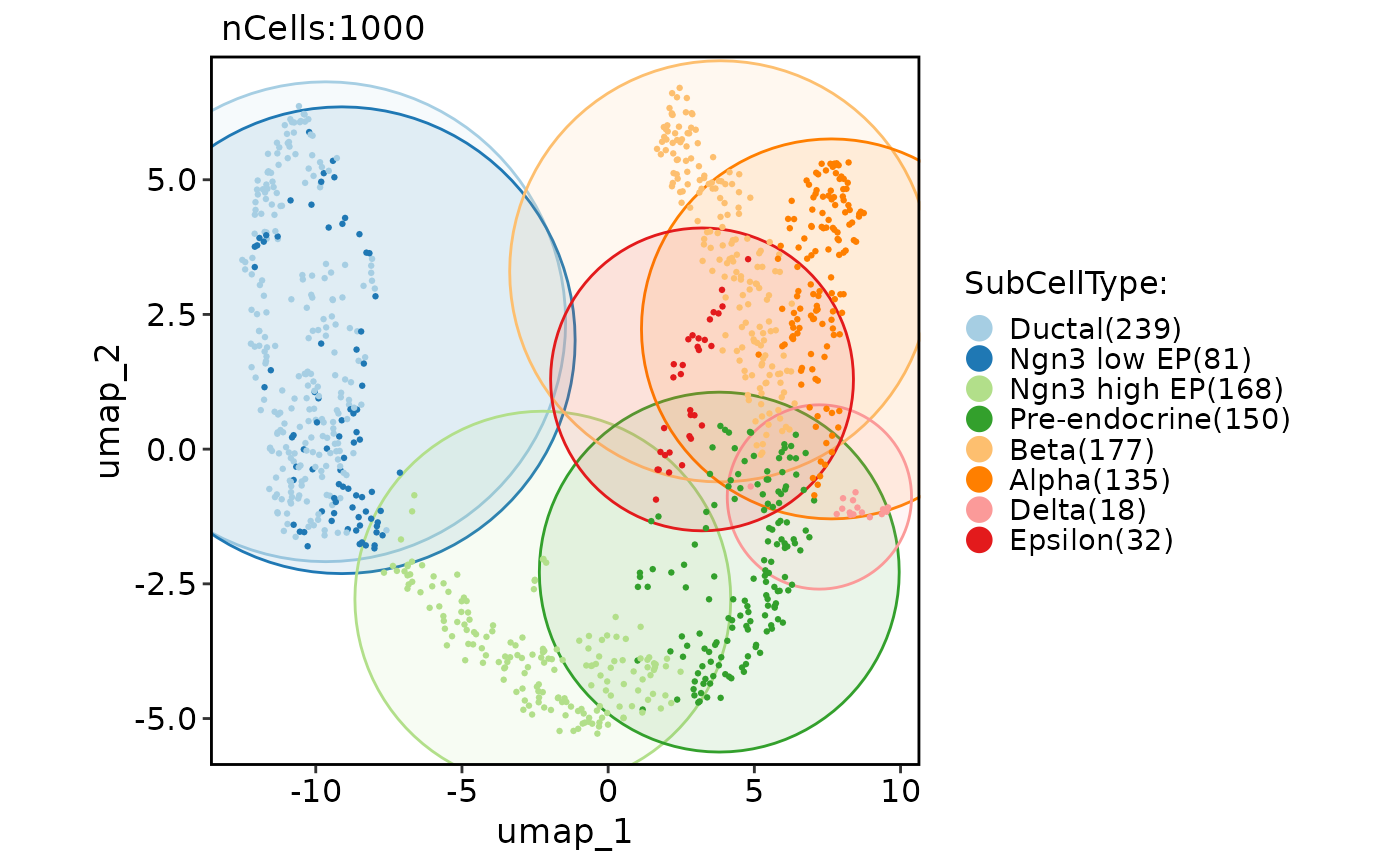 nCells:1000
5.0
2.5
0.0
-2.5
-5.0
umap_2
-10
-5
0
5
10
umap_1
SubCellType:
Ductal(239)
Ngn3 low EP(81)
Ngn3 high EP(168)
Pre-endocrine(150)
Beta(177)
Alpha(135)
Delta(18)
Epsilon(32)